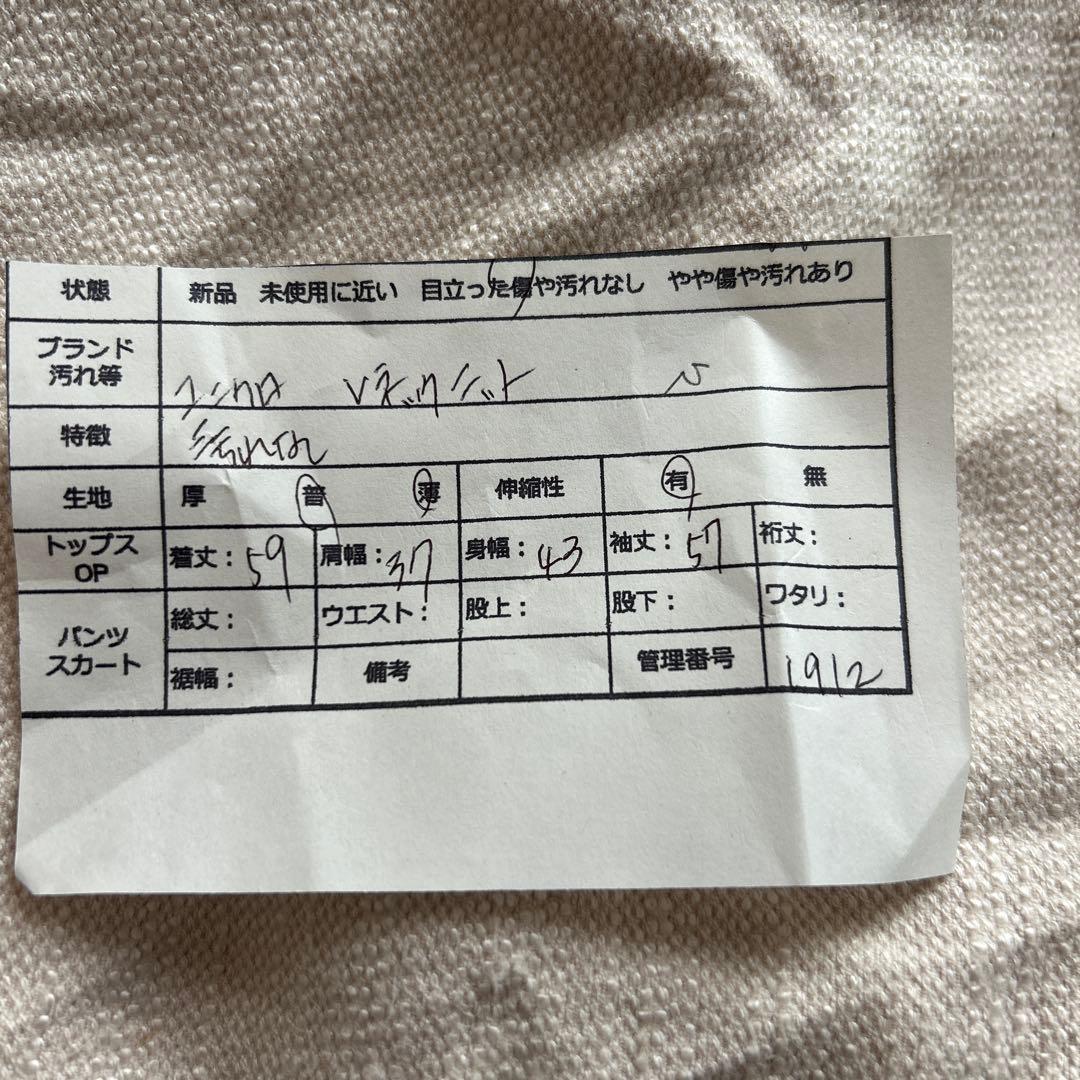 状態 新品 未使用に近い 目立った傷や汚れなし やや傷や汚れあり
ブランド
汚れ等
ユニクロ Vネックニット
特徴 汚れなし
生地 厚 普 薄 伸縮性 有 無
トップス
OP
着丈：59 肩幅：37 身幅：43 袖丈：57 裄丈：
パンツ
スカート
総丈： ウエスト： 股上： 股下： ワタリ：
裾幅： 備考 管理番号 1912